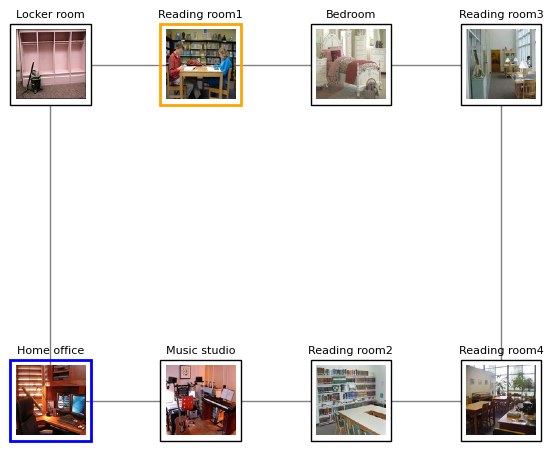 Locker room
Reading room1
Bedroom
Reading room3
Home office
Music studio
Reading room2
Reading room4